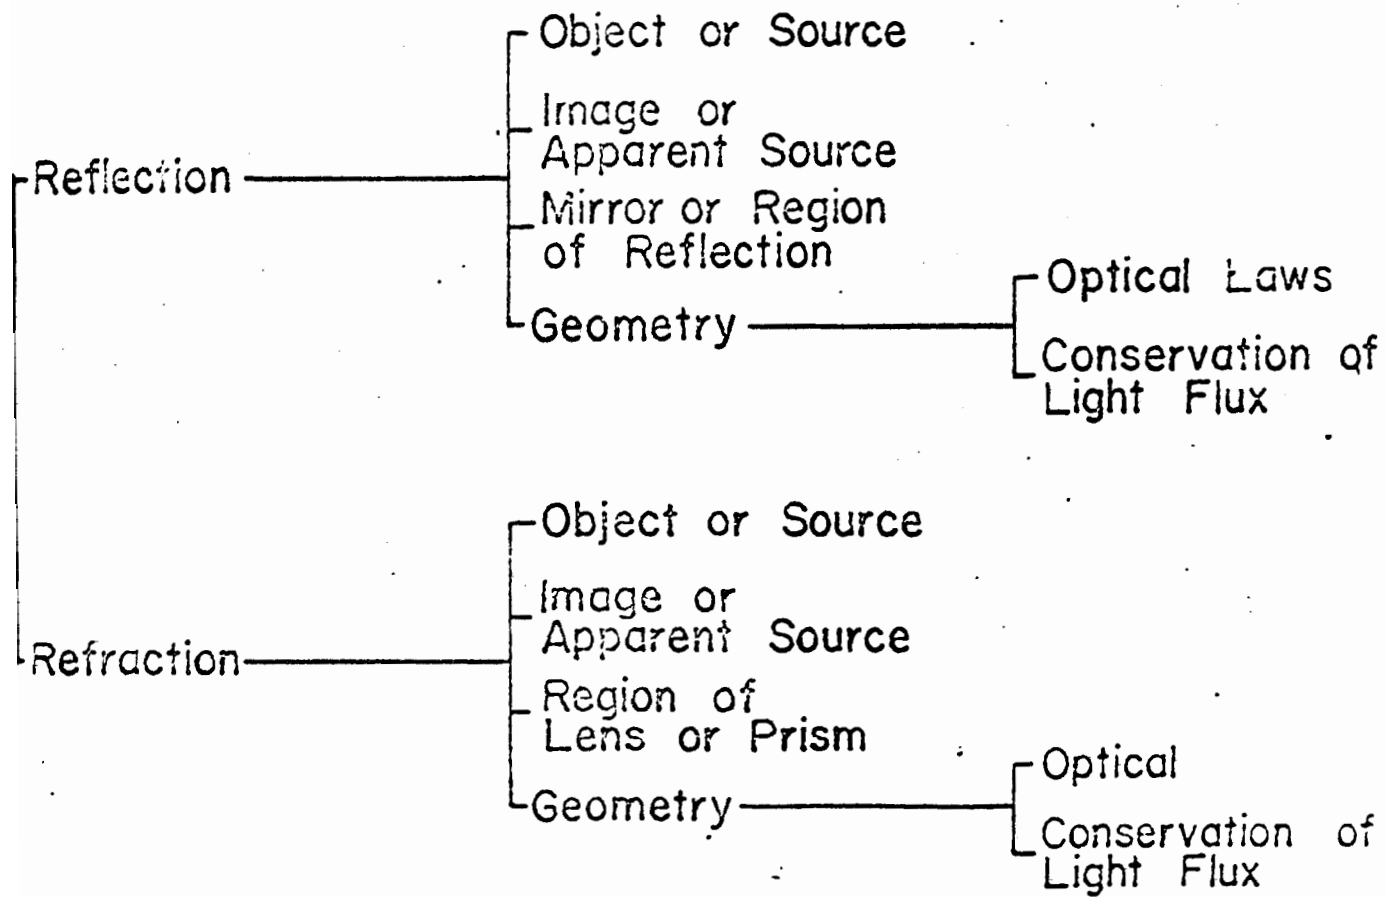 Object or Source
Image or
Apparent Source
Reflection
Mirror or Region
of Reflection
Optical Laws
Geometry
Conservation of
Light Flux
Object or Source
Image or
Apparent Source
Refraction
Region of
Lens or Prism
Optical
Geometry
Conservation of
Light Flux